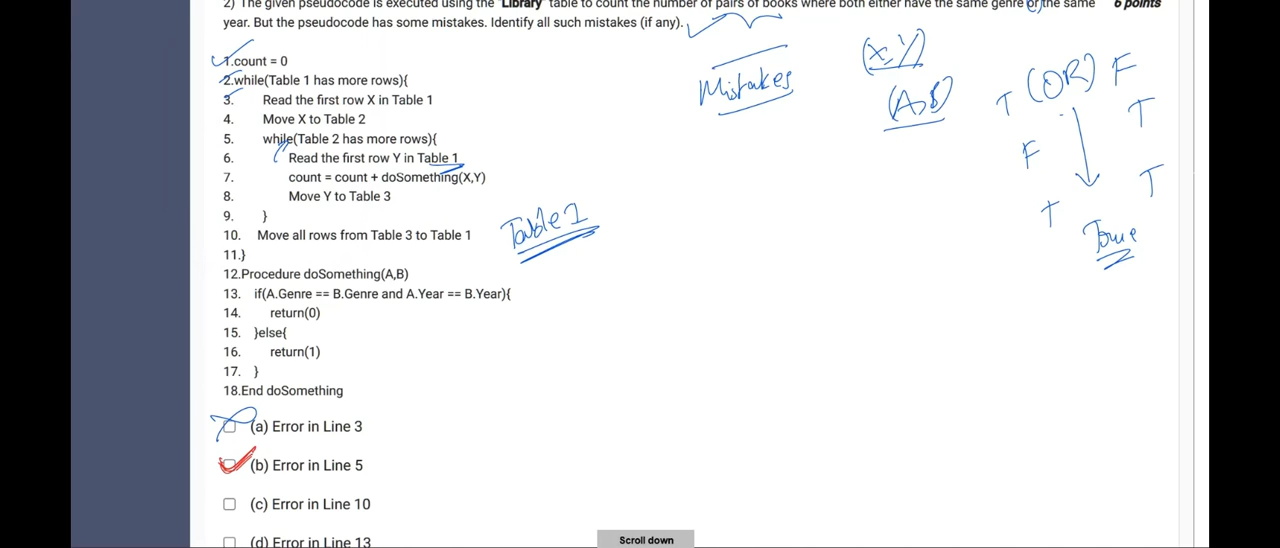 2) The given pseudocode is executed using the "Library" table to count the number of pairs of books where both either have the same genre or the same 6 points
year. But the pseudocode has some mistakes. Identify all such mistakes (if any).
1.count = 0
2.while(Table 1 has more rows){
3. Read the first row X in Table 1
4. Move X to Table 2
5. while(Table 2 has more rows){
6. Read the first row Y in Table 1
7. count = count + doSomething(X,Y)
8. Move Y to Table 3
9. }
10. Move all rows from Table 3 to Table 1
11.}
12.Procedure doSomething(A,B)
13. if(A.Genre == B.Genre and A.Year == B.Year){
14. return(0)
15. }else{
16. return(1)
17. }
18.End doSomething
(a) Error in Line 3
(b) Error in Line 5
(c) Error in Line 10
(d) Error in Line 13
Mistakes
(X,Y)
(A,B)
T (OR) F
T
F
T
T
True
Table 1
Scroll down